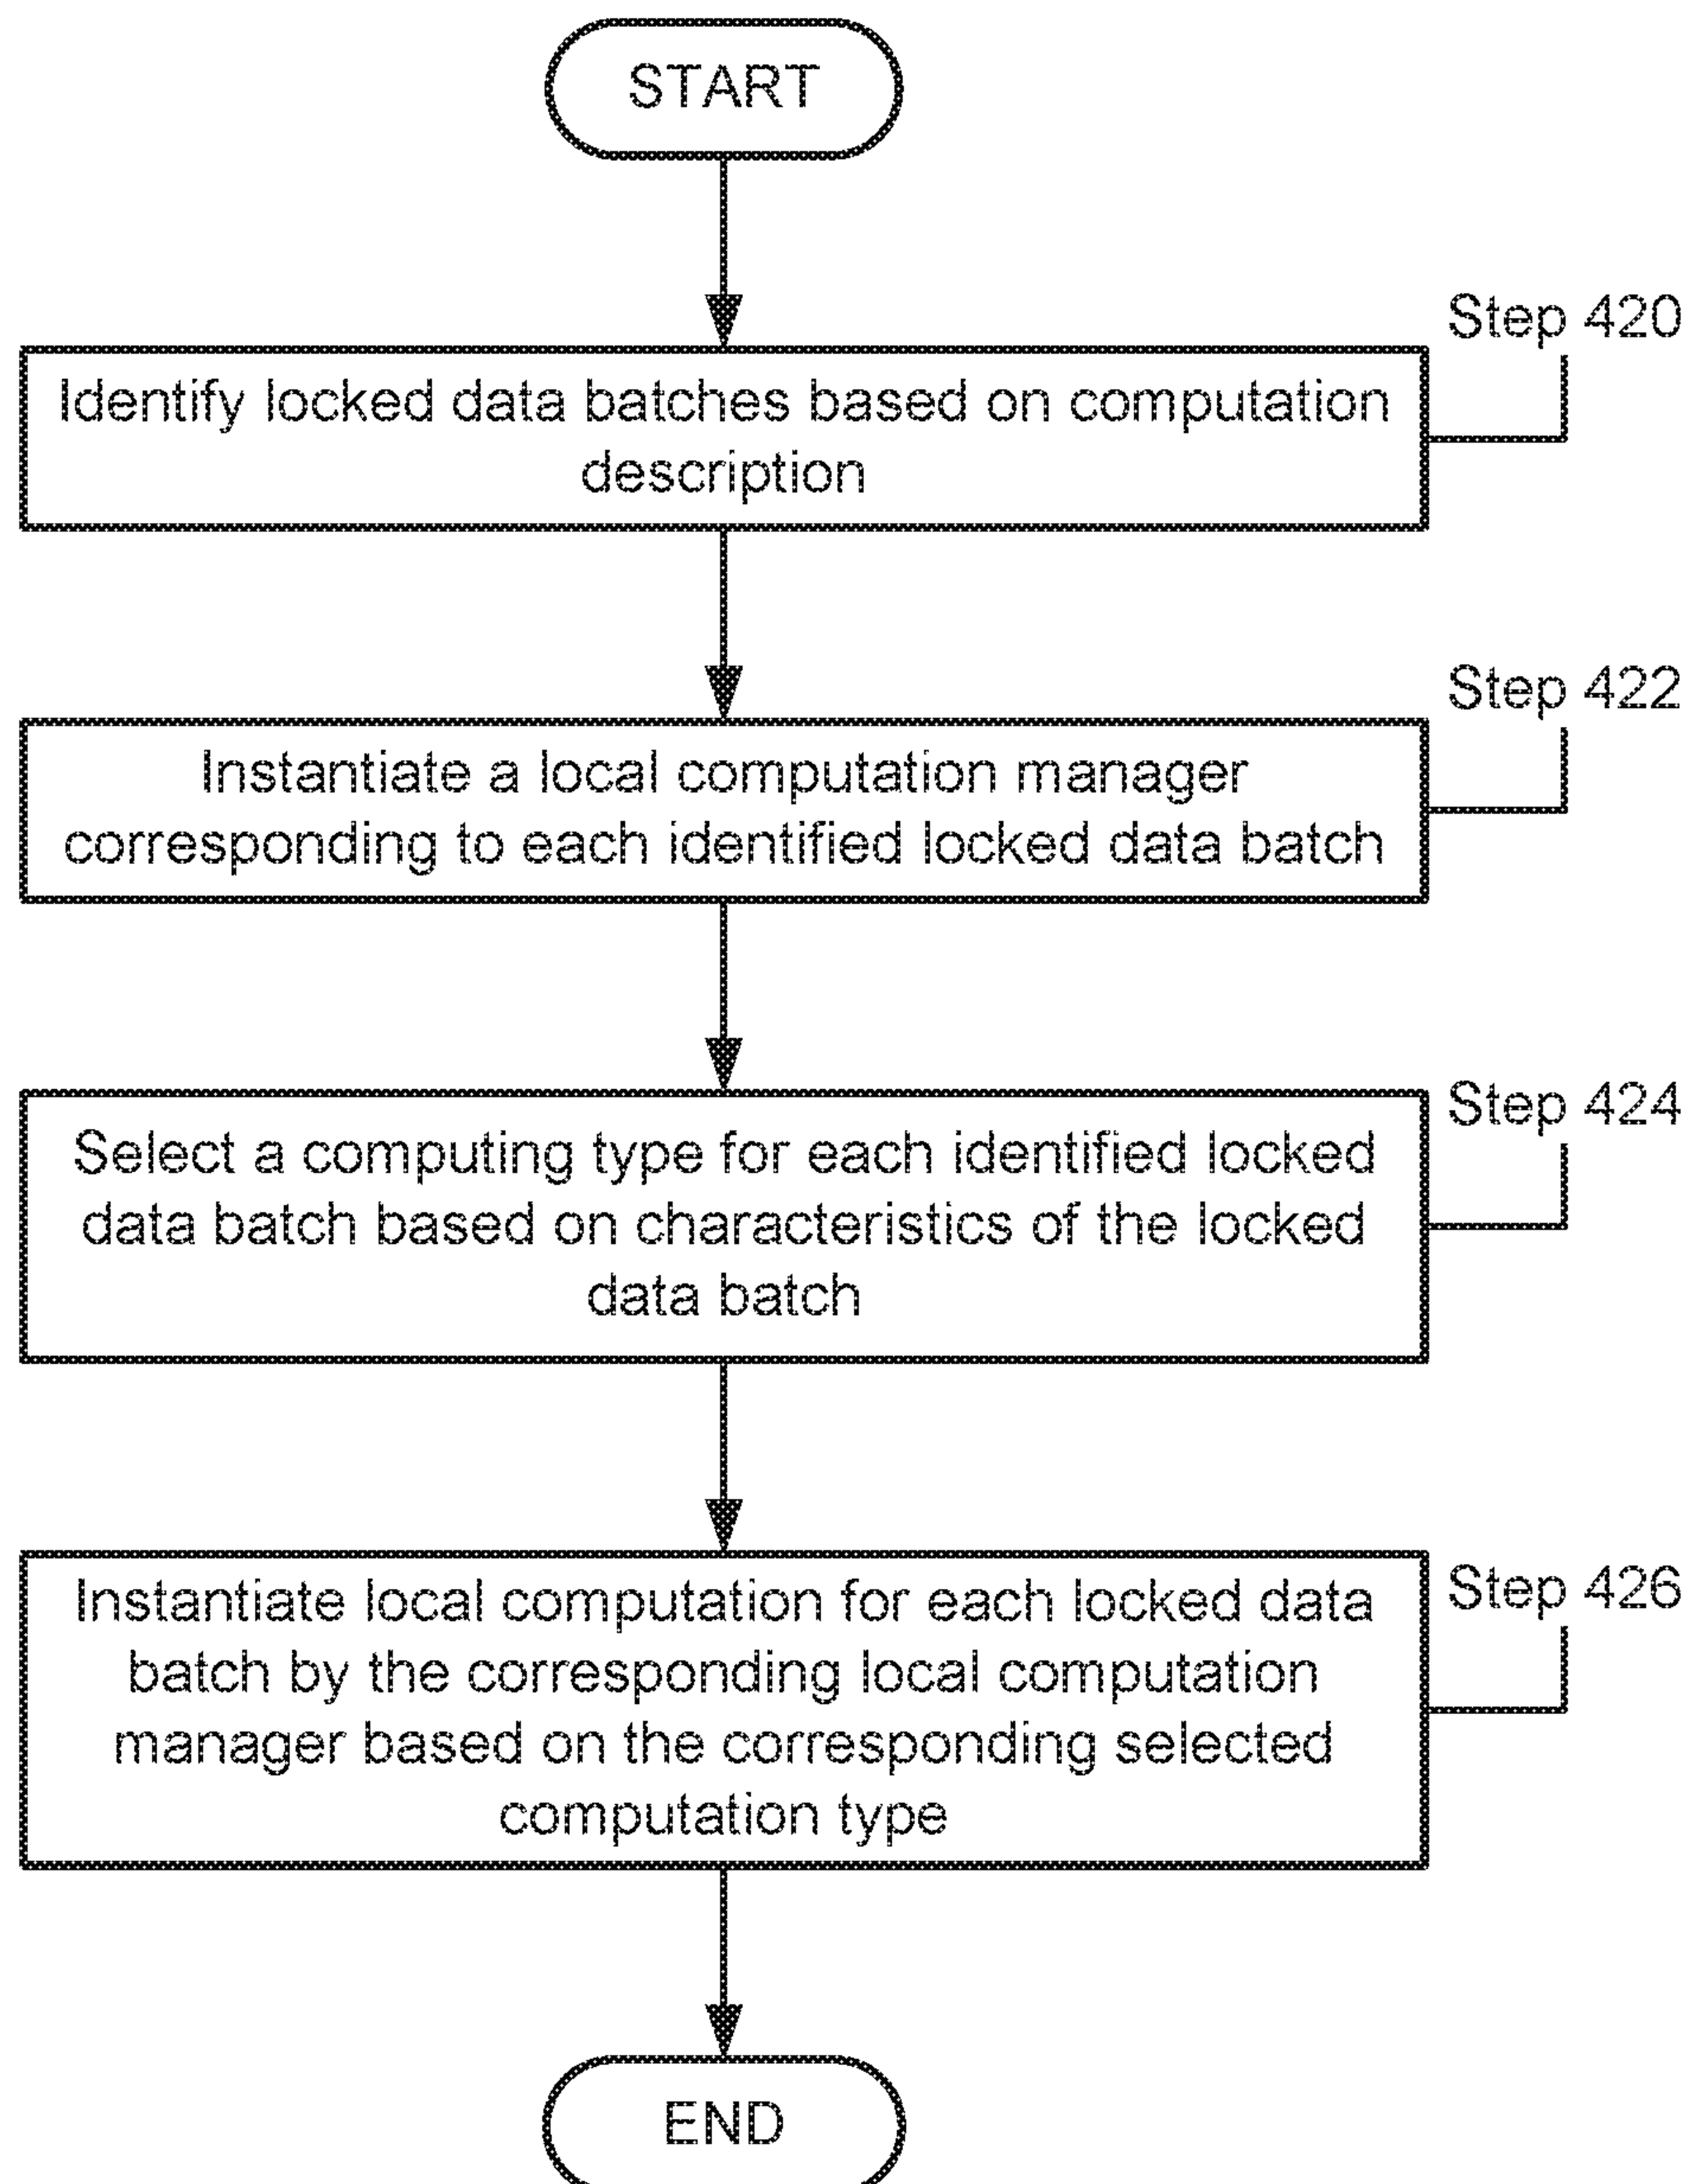 START
Step 420
Identify locked data batches based on computation
description
Step 422
Instantiate a local computation manager
corresponding to each identified locked data batch
Step 424
Select a computing type for each identified locked
data batch based on characteristics of the locked
data batch
Step 426
Instantiate local computation for each locked data
batch by the corresponding local computation
manager based on the corresponding selected
computation type
END